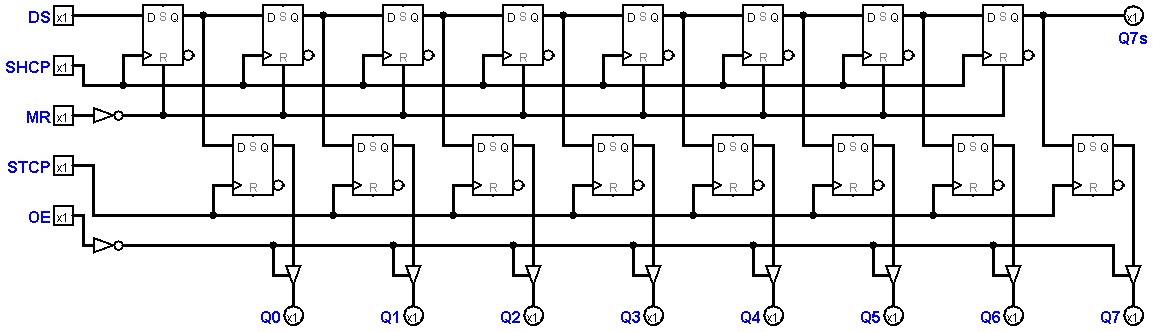 DS x1 D S Q D S Q D S Q D S Q D S Q D S Q D S Q D S Q x1
R R R R R R R R Q7s
SHCP x1
MR x1
STCP x1 D S Q D S Q D S Q D S Q D S Q D S Q D S Q D S Q
R R R R R R R R
OE x1
Q0 x1 Q1 x1 Q2 x1 Q3 x1 Q4 x1 Q5 x1 Q6 x1 Q7 x1